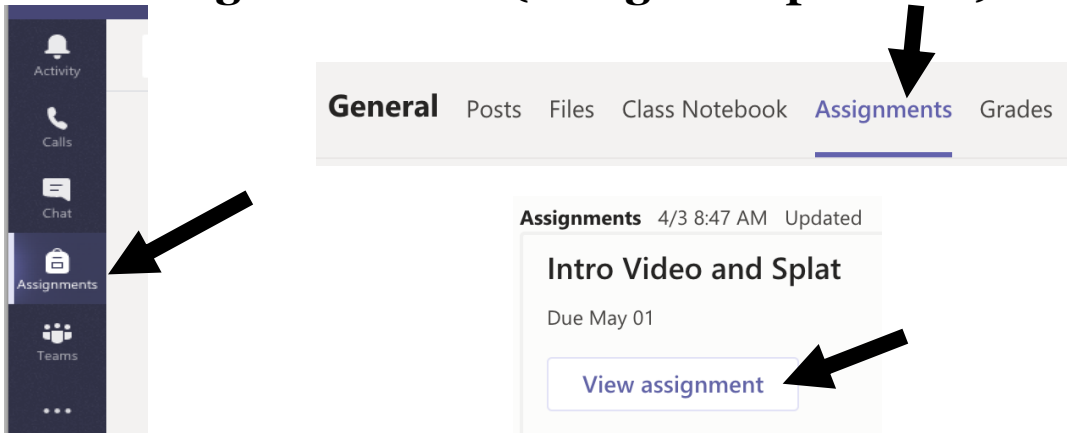 Activity
Calls
Chat
Assignments
Teams
General Posts Files Class Notebook Assignments Grades
Assignments 4/3 8:47 AM Updated
Intro Video and Splat
Due May 01
View assignment